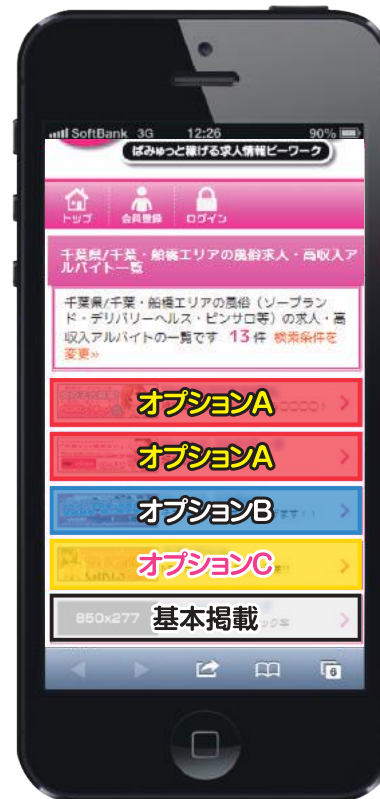 SoftBank 3G 12:26 90%
ぱみゅっと稼げる求人情報ビーワーク
トップ 会員登録 ログイン
千葉県/千葉・船橋エリアの風俗求人・高収入ア
ルバイト一覧
千葉県/千葉・船橋エリアの風俗（ソープラン
ド・デリバリーヘルス・ピンサロ等）の求人・高
収入アルバイトの一覧です 13件 検索条件を
変更»
オプションA
オプションA
オプションB
オプションC
850x277 基本掲載
6